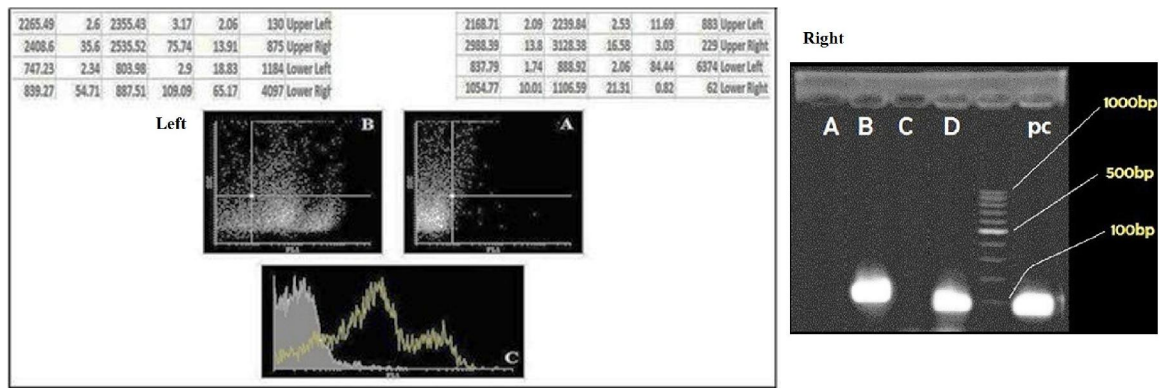 2265.49 2.6 2355.43 3.17 2.06 130 Upper Left
2408.6 35.6 2535.52 75.74 13.91 875 Upper Righ
747.23 2.34 803.98 2.9 18.83 1184 Lower Left
839.27 54.71 887.51 109.09 65.17 4097 Lower Righ
2168.71 2.09 2239.84 2.53 11.69 883 Upper Left
2988.39 13.8 3128.38 16.58 3.03 229 Upper Right
837.79 1.74 888.92 2.06 84.44 6374 Lower Left
1054.77 10.01 1106.59 21.31 0.82 62 Lower Right
Left
B
A
SSC
FL1
FL1
C
FL1
Right
A B C D pc
1000bp
500bp
100bp